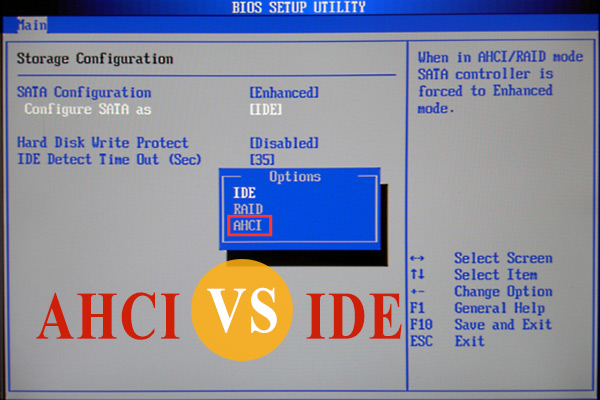 BIOS SETUP UTILITY
Main
Storage Configuration
SATA Configuration [Enhanced]
Configure SATA as [IDE]
Hard Disk Write Protect [Disabled]
IDE Detect Time Out (Sec) [35]
Options
IDE
RAID
AHCI
When in AHCI/RAID mode
SATA controller is
forced to Enhanced
mode.
↔ Select Screen
↑↓ Select Item
+- Change Option
F1 General Help
F10 Save and Exit
ESC Exit
AHCI VS IDE